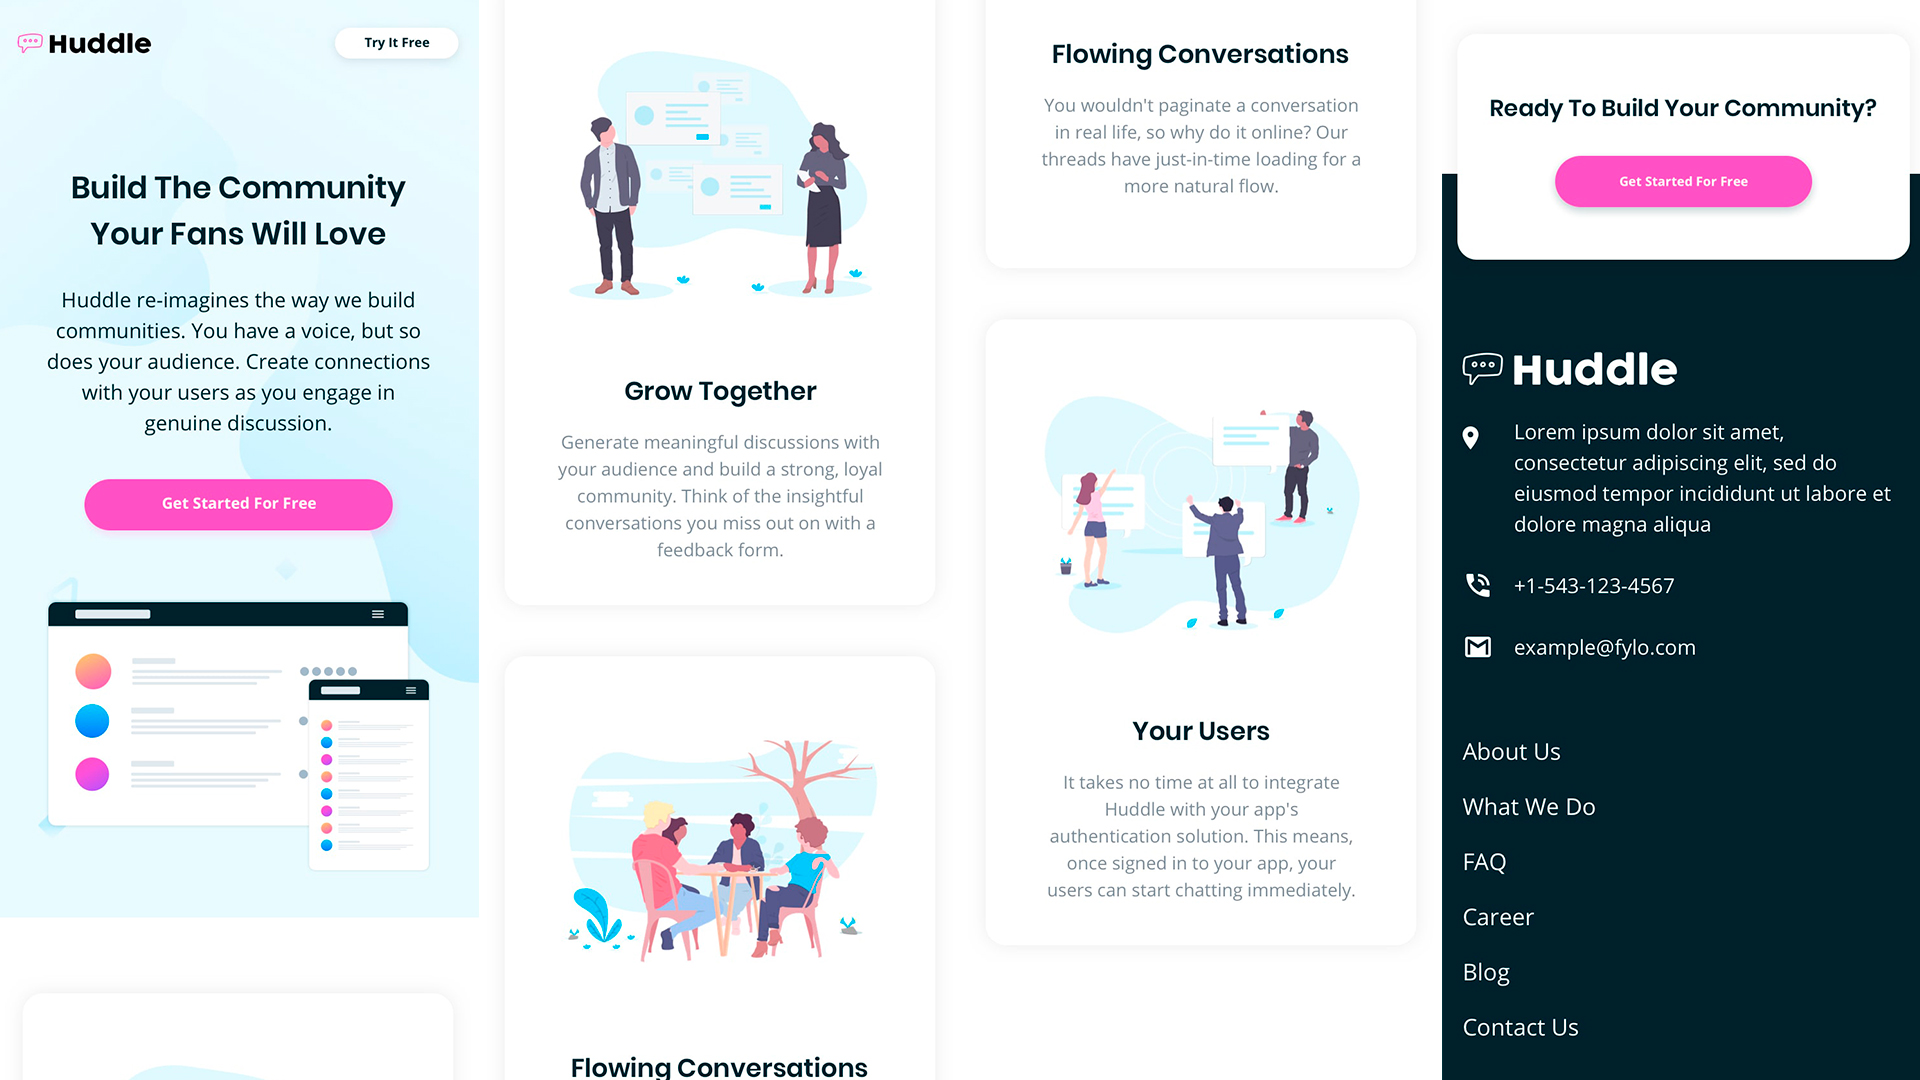 Huddle
Try It Free
Build The Community
Your Fans Will Love
Huddle re-imagines the way we build
communities. You have a voice, but so
does your audience. Create connections
with your users as you engage in
genuine discussion.
Get Started For Free
Grow Together
Generate meaningful discussions with
your audience and build a strong, loyal
community. Think of the insightful
conversations you miss out on with a
feedback form.
Flowing Conversations
Flowing Conversations
You wouldn't paginate a conversation
in real life, so why do it online? Our
threads have just-in-time loading for a
more natural flow.
Your Users
It takes no time at all to integrate
Huddle with your app's
authentication solution. This means,
once signed in to your app, your
users can start chatting immediately.
Ready To Build Your Community?
Get Started For Free
Huddle
Lorem ipsum dolor sit amet,
consectetur adipiscing elit, sed do
eiusmod tempor incididunt ut labore et
dolore magna aliqua
+1-543-123-4567
example@fylo.com
About Us
What We Do
FAQ
Career
Blog
Contact Us